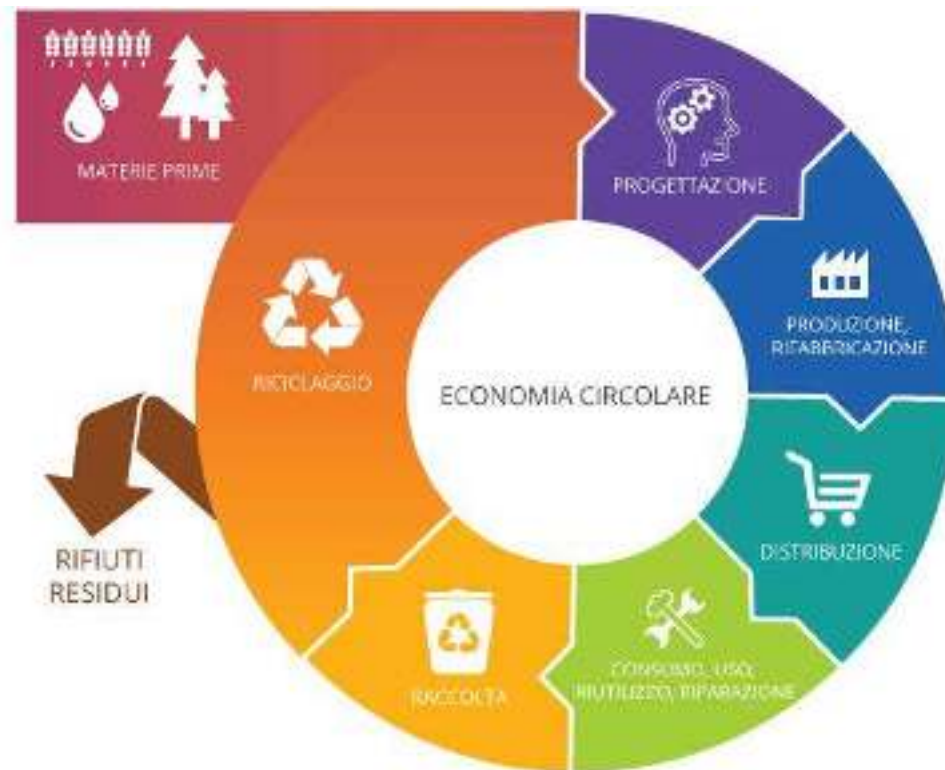 MATERIE PRIME
PROGETTAZIONE
PRODUZIONE,
RIFABBRICAZIONE
DISTRIBUZIONE
CONSUMO, USO,
RIUTILIZZO, RIPARAZIONE
RACCOLTA
RICICLAGGIO
RIFIUTI
RESIDUI
ECONOMIA CIRCOLARE